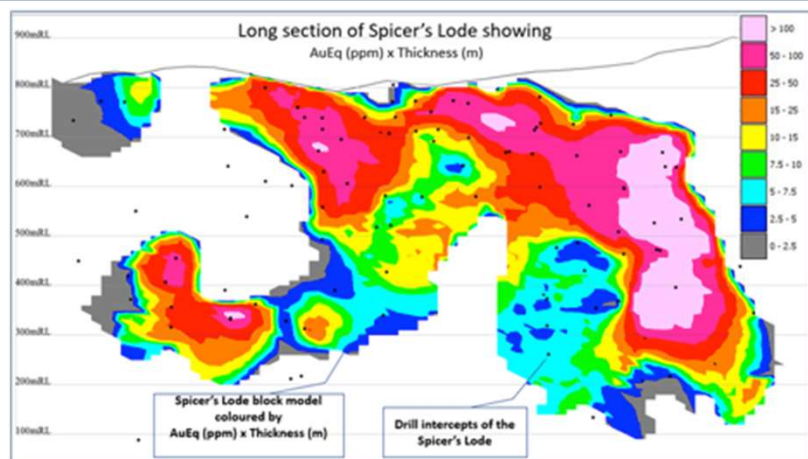 Long section of Spicer's Lode showing
AuEq (ppm) x Thickness (m)
900mRL
800mRL
700mRL
600mRL
500mRL
400mRL
300mRL
200mRL
100mRL
> 100
50 - 100
25 - 50
15 - 25
10 - 15
7.5 - 10
5 - 7.5
2.5 - 5
0 - 2.5
Spicer's Lode block model
coloured by
AuEq (ppm) x Thickness (m)
Drill intercepts of the
Spicer's Lode